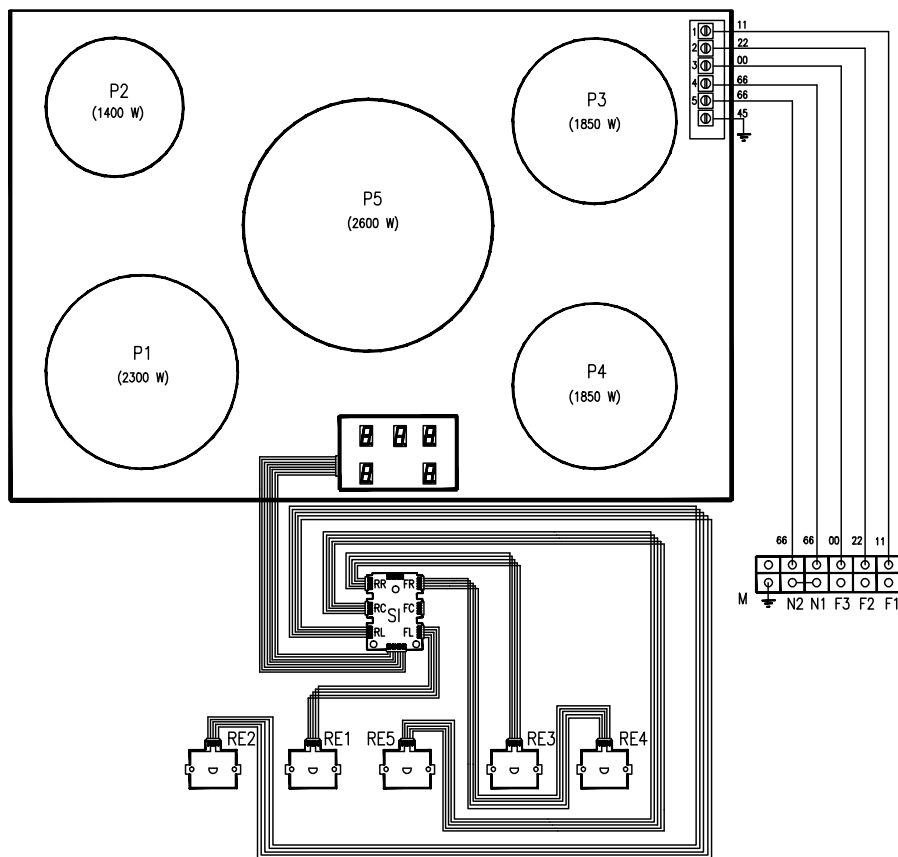 P2
(1400 W)
P3
(1850 W)
P5
(2600 W)
P1
(2300 W)
P4
(1850 W)
1 11
2 22
3 00
4 66
5 66
45
66 66 00 22 11
M N2 N1 F3 F2 F1
RR FR
RC FC
SI
RL FL
RE2 RE1 RE5 RE3 RE4